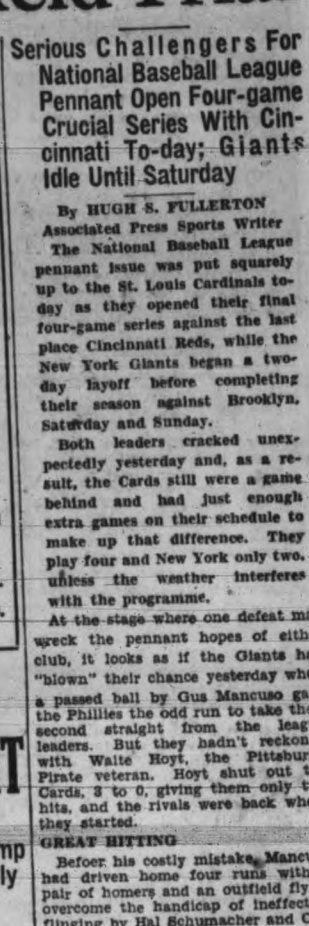 Serious Challengers For
National Baseball League
Pennant Open Four-game
Crucial Series With Cin-
cinnati To-day; Giants
Idle Until Saturday
By HUGH S. FULLERTON
Associated Press Sports Writer
The National Baseball League
pennant issue was put squarely
up to the St. Louis Cardinals to-
day as they opened their final
four-game series against the last
place Cincinnati Reds, while the
New York Giants began a two-
day layoff before completing
their season against Brooklyn,
Saturday and Sunday.
Both leaders cracked unex-
pectedly yesterday and, as a re-
sult, the Cards still were a game
behind and had just enough
extra games on their schedule to
make up that difference. They
play four and New York only two,
unless the weather interferes
with the programme.
At the stage where one defeat m
wreck the pennant hopes of eith
club, it looks as if the Giants h
"blown" their chance yesterday wh
a passed ball by Gus Mancuso ga
the Phillies the odd run to take th
second straight from the leag
leaders. But they hadn't reckon
with Waite Hoyt, the Pittsbur
Pirate veteran. Hoyt shut out t
Cards, 3 to 0, giving them only t
hits, and the rivals were back wh
they started.
GREAT HITTING
Befoer his costly mistake, Mancu
had driven home four runs with
pair of homers and an outfield fly
overcome the handicap of ineffect
flinging by Hal Schumacher and C
mp
ly